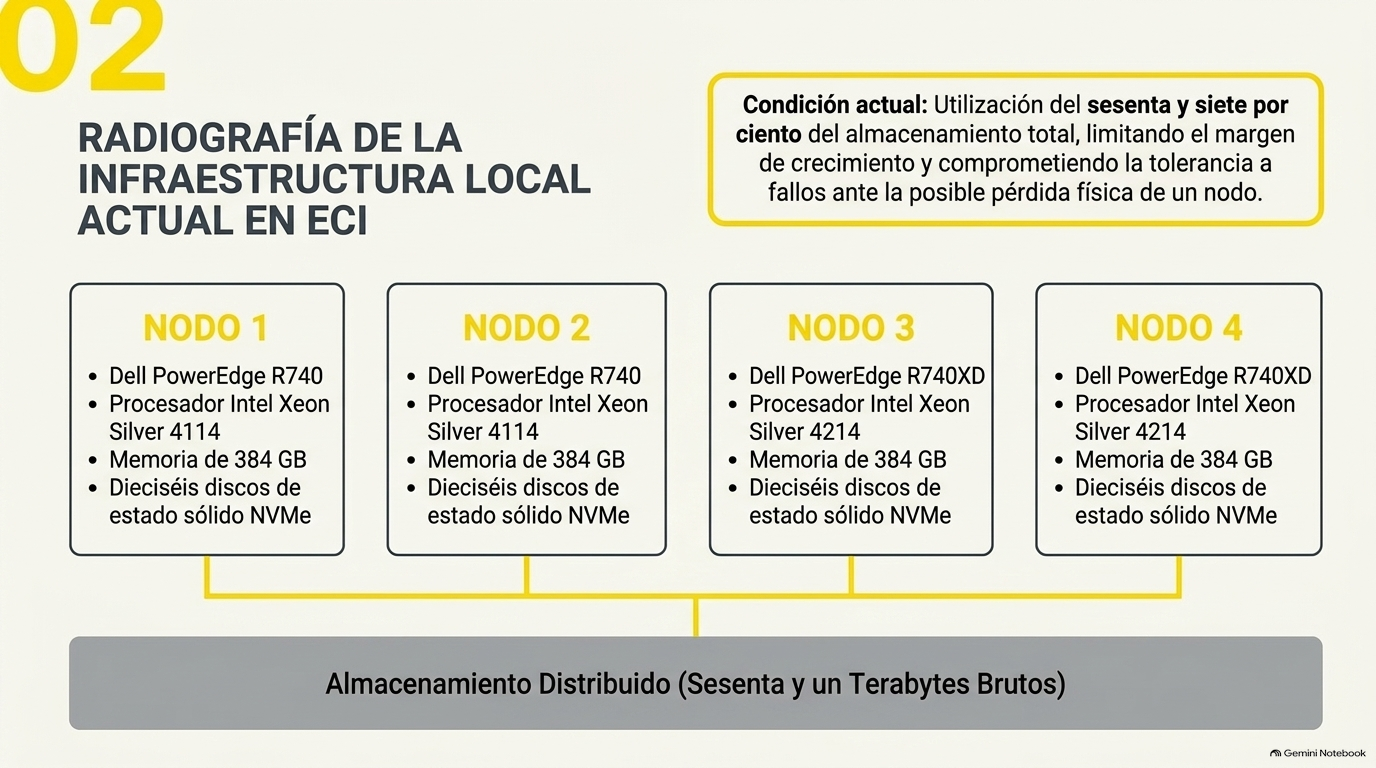 02
RADIOGRAFÍA DE LA
INFRAESTRUCTURA LOCAL
ACTUAL EN ECI
Condición actual: Utilización del sesenta y siete por
ciento del almacenamiento total, limitando el margen
de crecimiento y comprometiendo la tolerancia a
fallos ante la posible pérdida física de un nodo.
NODO 1
• Dell PowerEdge R740
• Procesador Intel Xeon
Silver 4114
• Memoria de 384 GB
• Dieciséis discos de
estado sólido NVMe
NODO 2
• Dell PowerEdge R740
• Procesador Intel Xeon
Silver 4114
• Memoria de 384 GB
• Dieciséis discos de
estado sólido NVMe
NODO 3
• Dell PowerEdge R740XD
• Procesador Intel Xeon
Silver 4214
• Memoria de 384 GB
• Dieciséis discos de
estado sólido NVMe
NODO 4
• Dell PowerEdge R740XD
• Procesador Intel Xeon
Silver 4214
• Memoria de 384 GB
• Dieciséis discos de
estado sólido NVMe
Almacenamiento Distribuido (Sesenta y un Terabytes Brutos)
Gemini Notebook